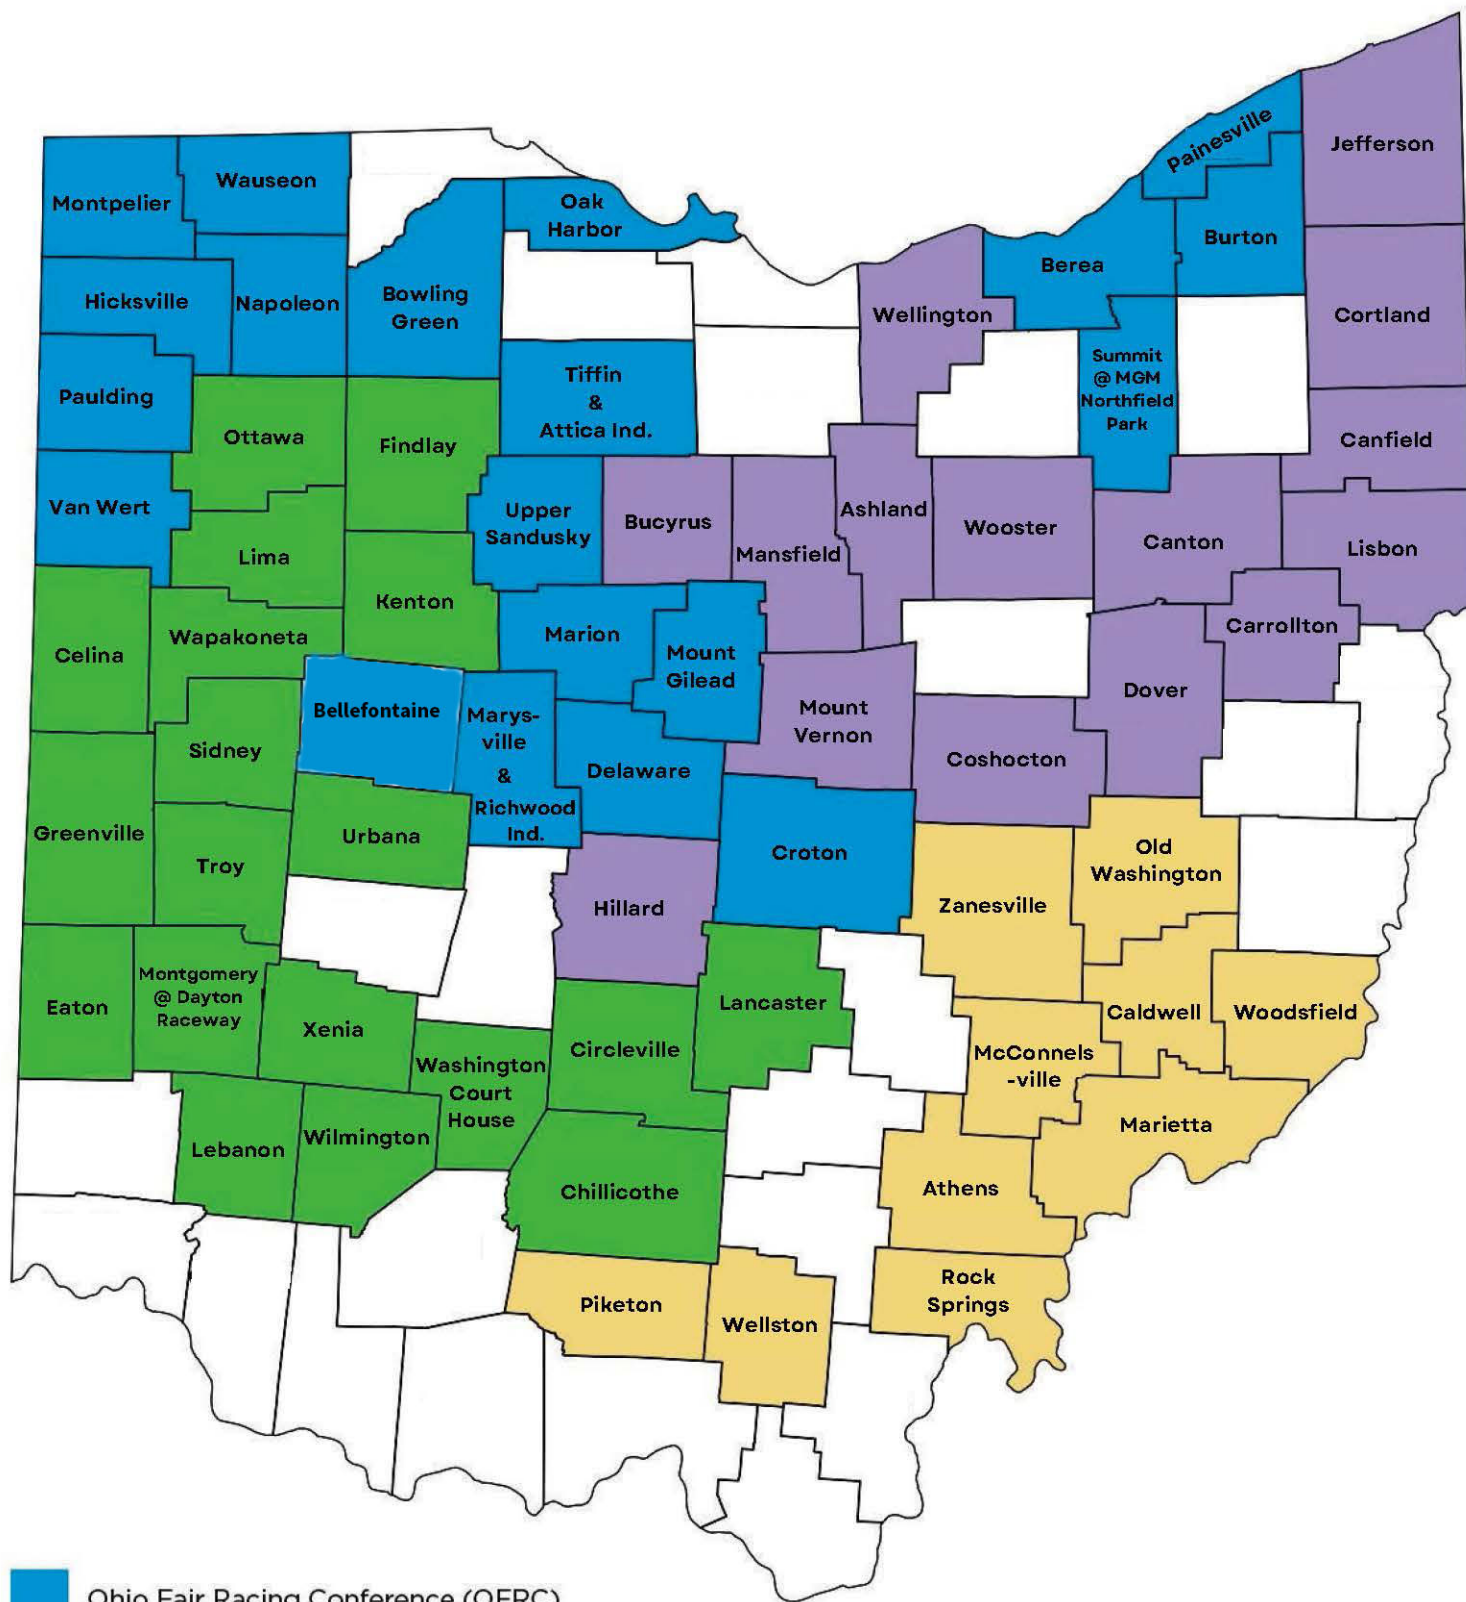 Jefferson
Painesville
Wauseon
Montpelier
Oak
Harbor
Burton
Berea
Hicksville
Napoleon
Bowling
Green
Wellington
Cortland
Summit
@ MGM
Northfield
Park
Paulding
Tiffin
&
Attica Ind.
Ottawa
Findlay
Canfield
Van Wert
Upper
Sandusky
Bucyrus
Mansfield
Ashland
Wooster
Canton
Lisbon
Lima
Kenton
Celina
Wapakoneta
Marion
Mount
Gilead
Carrollton
Dover
Bellefontaine
Marys-
ville
&
Richwood
Ind.
Mount
Vernon
Sidney
Delaware
Coshocton
Greenville
Urbana
Troy
Croton
Old
Washington
Zanesville
Hillard
Eaton
Montgomery
@ Dayton
Raceway
Xenia
Lancaster
Caldwell
Woodsfield
Circleville
McConnels
-ville
Washington
Court
House
Marietta
Lebanon
Wilmington
Chillicothe
Athens
Piketon
Wellston
Rock
Springs
Ohio Fair Racing Conference (OFRC)